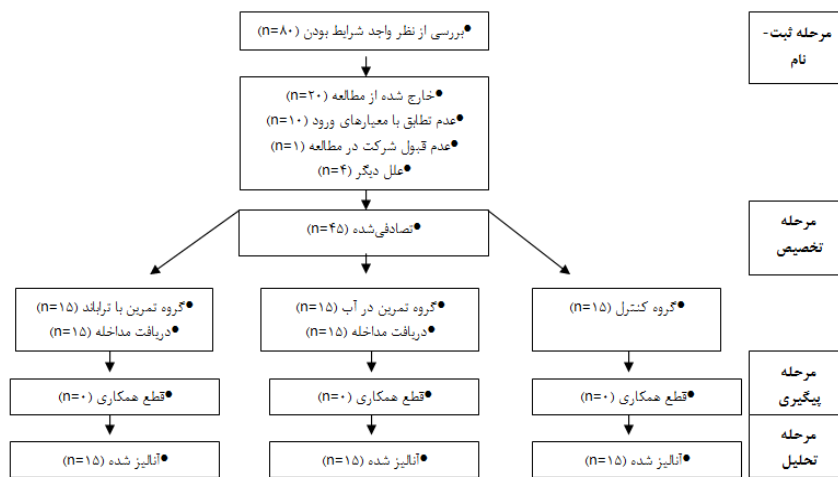 مرحله ثبت-
نام
●بررسی از نظر واجد شرایط بودن (n=۸۰)
●خارج شده از مطالعه (n=۲۰)
●عدم تطابق با معیارهای ورود (n=۱۰)
●عدم قبول شرکت در مطالعه (n=۱)
●علل دیگر (n=۴)
مرحله
تخصیص
●تصادفی‌شده (n=۴۵)
●گروه کنترل (n=۱۵)
●گروه تمرین در آب (n=۱۵)
●دریافت مداخله (n=۱۵)
●گروه تمرین با تراباند (n=۱۵)
●دریافت مداخله (n=۱۵)
مرحله
پیگیری
●قطع همکاری (n=۰)
●قطع همکاری (n=۰)
●قطع همکاری (n=۰)
مرحله
تحلیل
●آنالیز شده (n=۱۵)
●آنالیز شده (n=۱۵)
●آنالیز شده (n=۱۵)